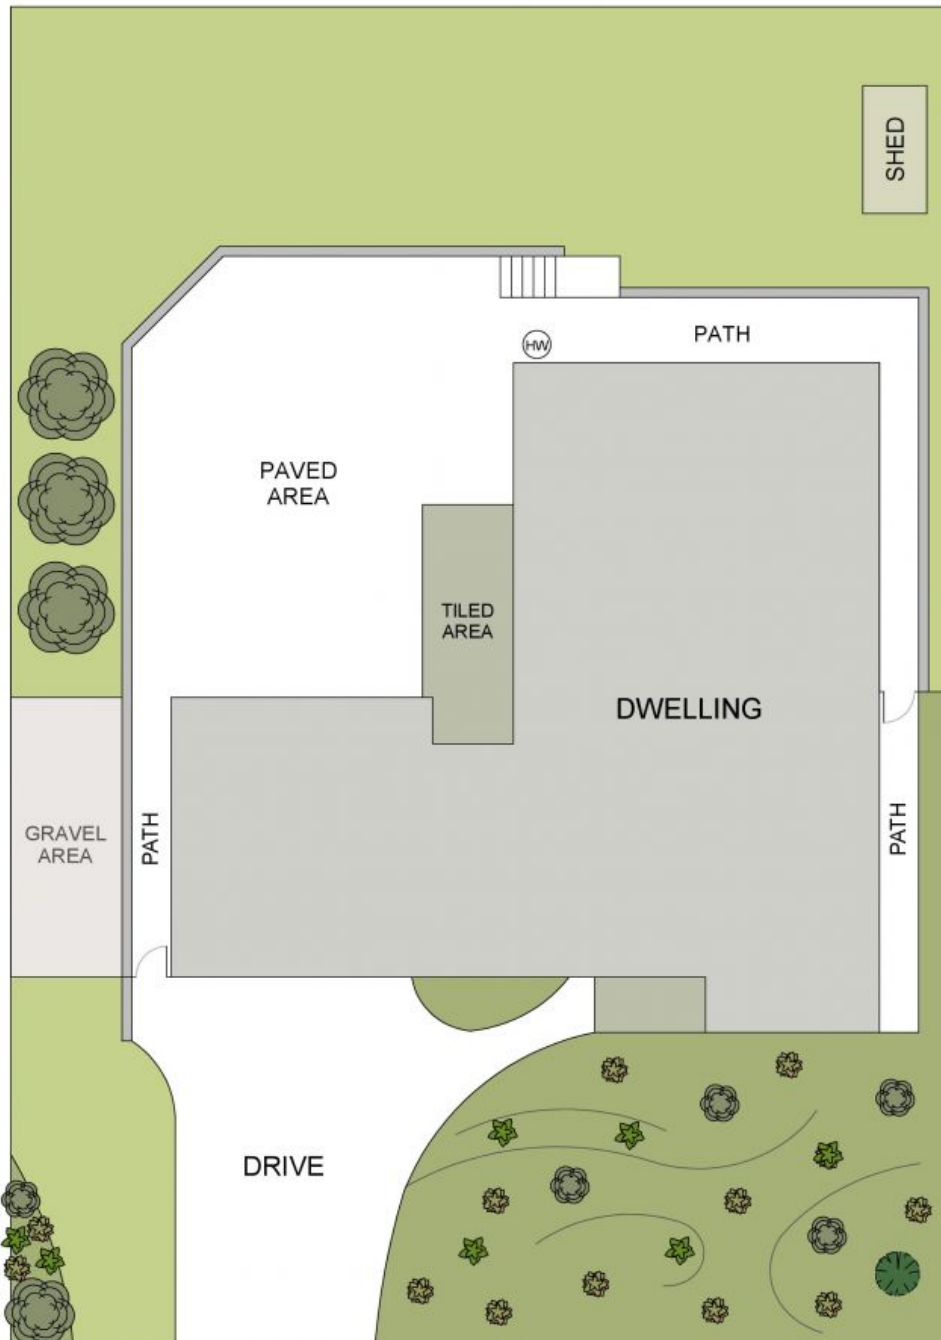 SHED
PATH
HW
PAVED
AREA
TILED
AREA
DWELLING
GRAVEL
AREA
PATH
PATH
DRIVE